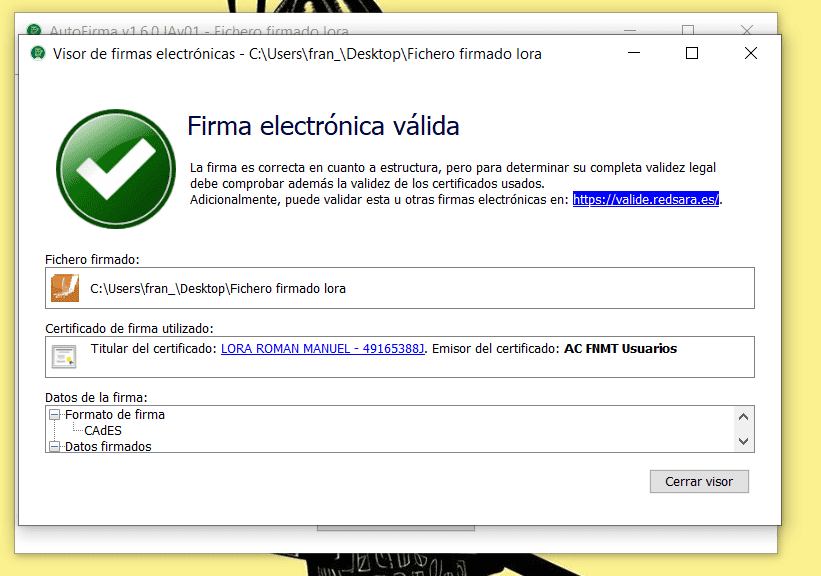 AutoFirma v1.6.0JAv01 - Fichero firmado lora
Visor de firmas electrónicas - C:\Users\fran_\Desktop\Fichero firmado lora
Firma electrónica válida
La firma es correcta en cuanto a estructura, pero para determinar su completa validez legal
debe comprobar además la validez de los certificados usados.
Adicionalmente, puede validar esta u otras firmas electrónicas en: https://valide.redsara.es/.
Fichero firmado:
C:\Users\fran_\Desktop\Fichero firmado lora
Certificado de firma utilizado:
Titular del certificado: LORA ROMAN MANUEL - 49165388J. Emisor del certificado: AC FNMT Usuarios
Datos de la firma:
Formato de firma
CAdES
Datos firmados
Cerrar visor